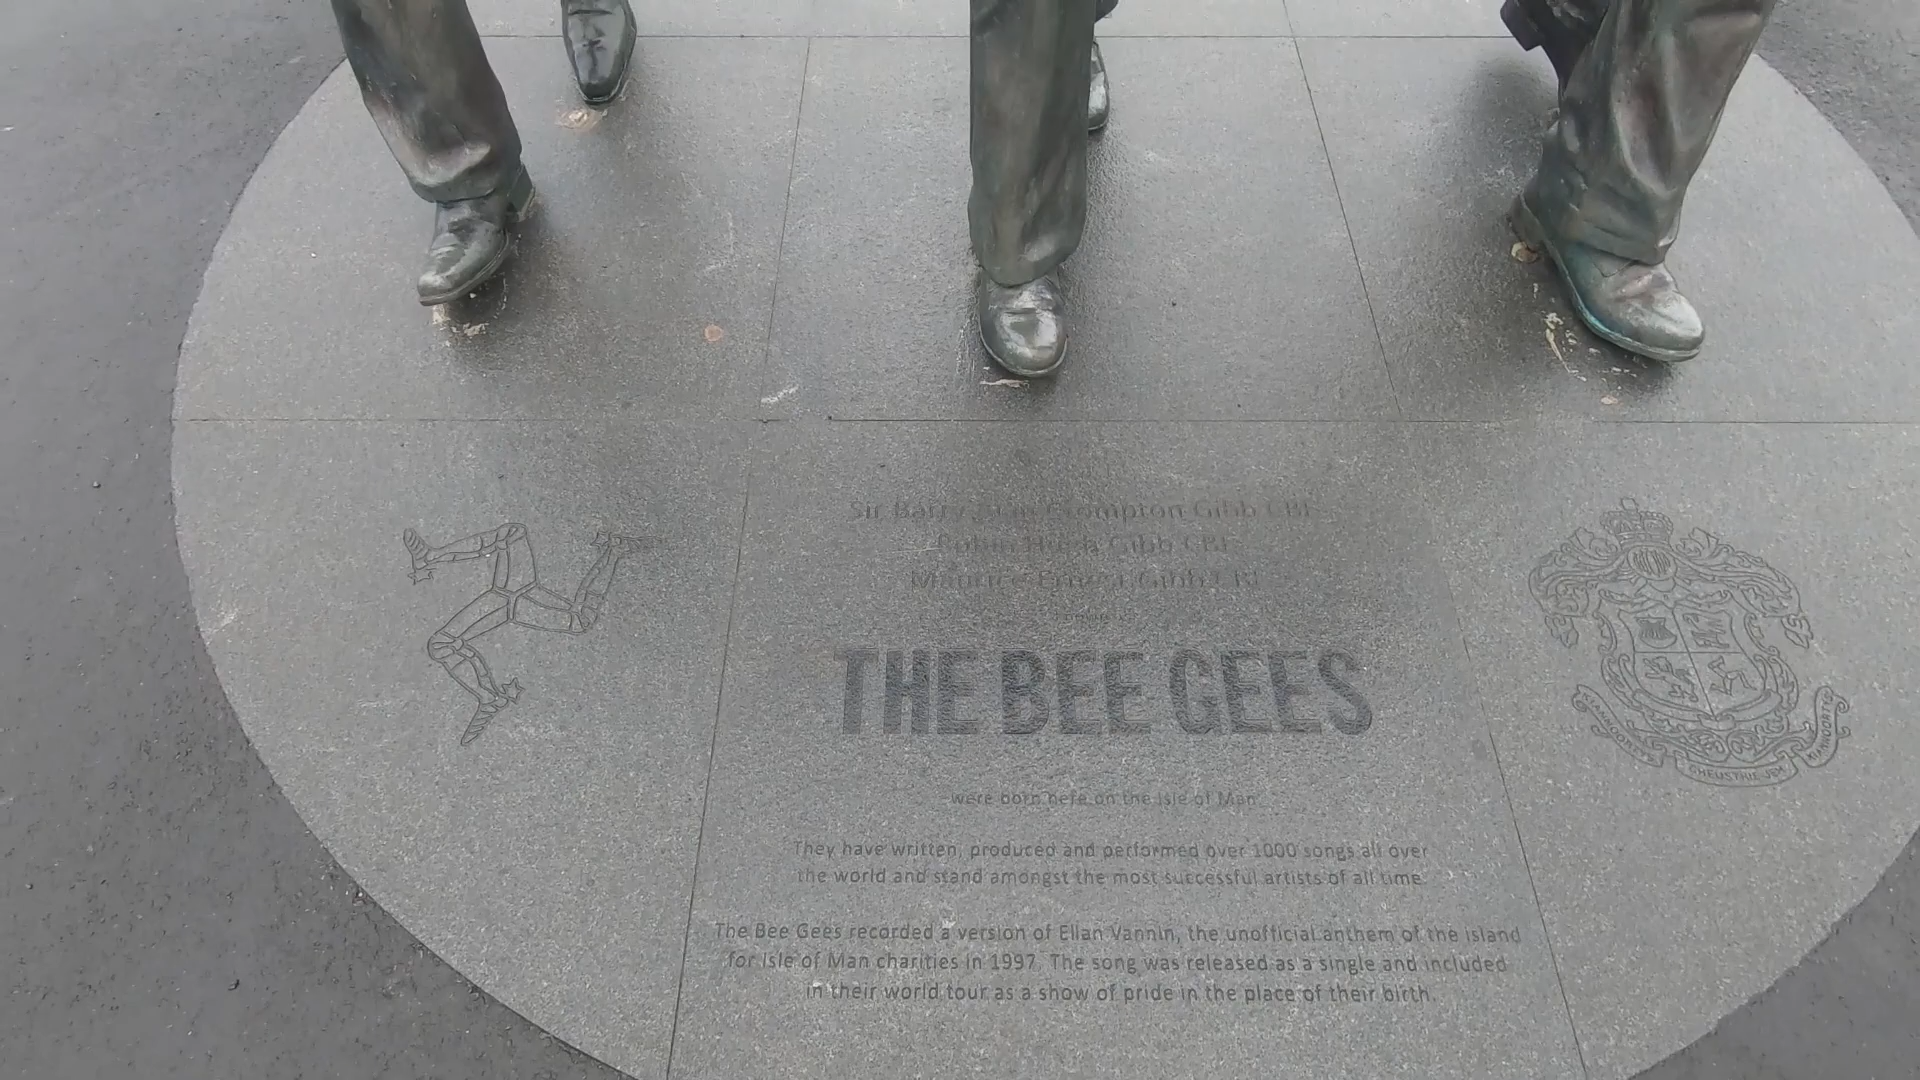 Sir Barry Alan Crompton Gibb CBE
Robin Hugh Gibb CBE
Maurice Ernest Gibb CBE
THE BEE GEES
were born here on the Isle of Man
They have written, produced and performed over 1000 songs all over
the world and stand amongst the most successful artists of all time.
The Bee Gees recorded a version of Ellan Vannin, the unofficial anthem of the island
for Isle of Man charities in 1997. The song was released as a single and included
in their world tour as a show of pride in the place of their birth.
GHEUSTRIE JEH